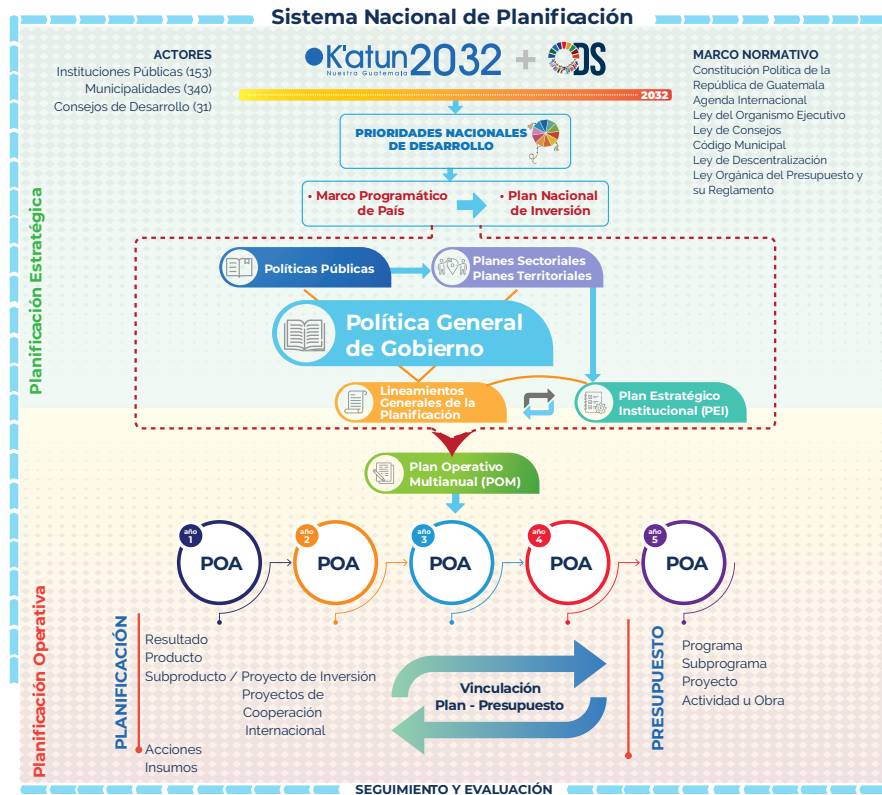 Sistema Nacional de Planificación
ACTORES
Instituciones Públicas (153)
Municipalidades (340)
Consejos de Desarrollo (31)
K'atun 2032 + ODS
Nuestra Guatemala
2032
MARCO NORMATIVO
Constitución Politica de la
República de Guatemala
Agenda Internacional
Ley del Organismo Ejecutivo
Ley de Consejos
Código Municipal
Ley de Descentralización
Ley Orgánica del Presupuesto y
su Reglamento
PRIORIDADES NACIONALES
DE DESARROLLO
• Marco Programático
de País
• Plan Nacional
de Inversión
Planificación Estratégica
Políticas Públicas
Planes Sectoriales
Planes Territoriales
Política General
de Gobierno
Lineamientos
Generales de la
Planificación
Plan Estratégico
Institucional (PEI)
Plan Operativo
Multianual (POM)
año
1
POA
año
2
POA
año
3
POA
año
4
POA
año
5
POA
Planificación Operativa
PLANIFICACIÓN
Resultado
Producto
Subproducto / Proyecto de Inversión
Proyectos de
Cooperación
Internacional
Acciones
Insumos
Vinculación
Plan - Presupuesto
PRESUPUESTO
Programa
Subprograma
Proyecto
Actividad u Obra
SEGUIMIENTO Y EVALUACIÓN